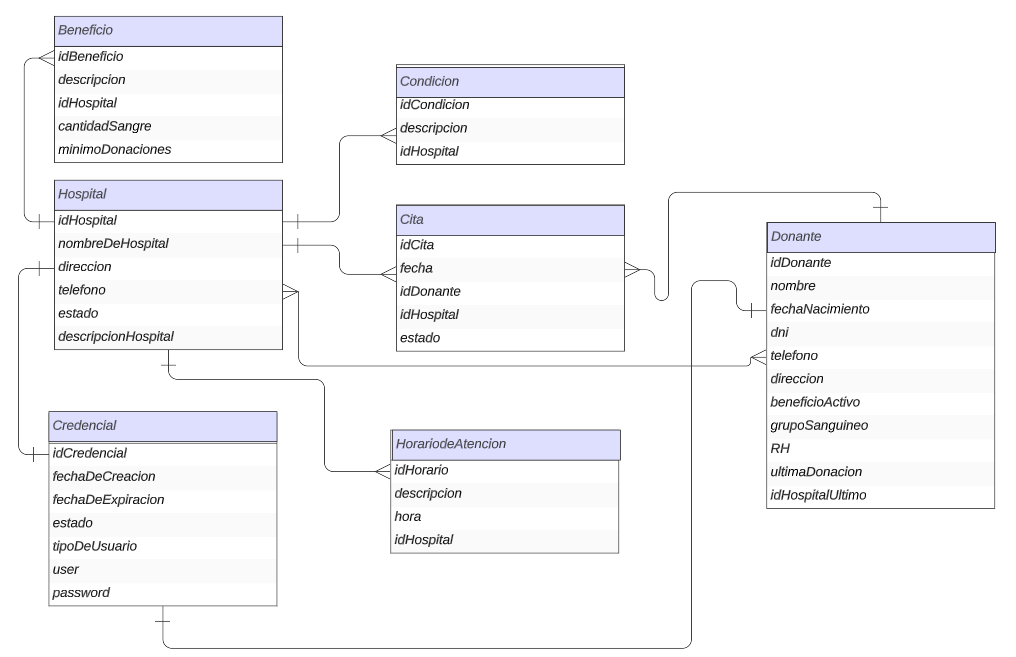 Beneficio
idBeneficio
descripcion
idHospital
cantidadSangre
minimoDonaciones
Condicion
idCondicion
descripcion
idHospital
Hospital
idHospital
nombreDeHospital
direccion
telefono
estado
descripcionHospital
Cita
idCita
fecha
idDonante
idHospital
estado
Donante
idDonante
nombre
fechaNacimiento
dni
telefono
direccion
beneficioActivo
grupoSanguineo
RH
ultimaDonacion
idHospitalUltimo
Credencial
idCredencial
fechaDeCreacion
fechaDeExpiracion
estado
tipoDeUsuario
user
password
HorariodeAtencion
idHorario
descripcion
hora
idHospital